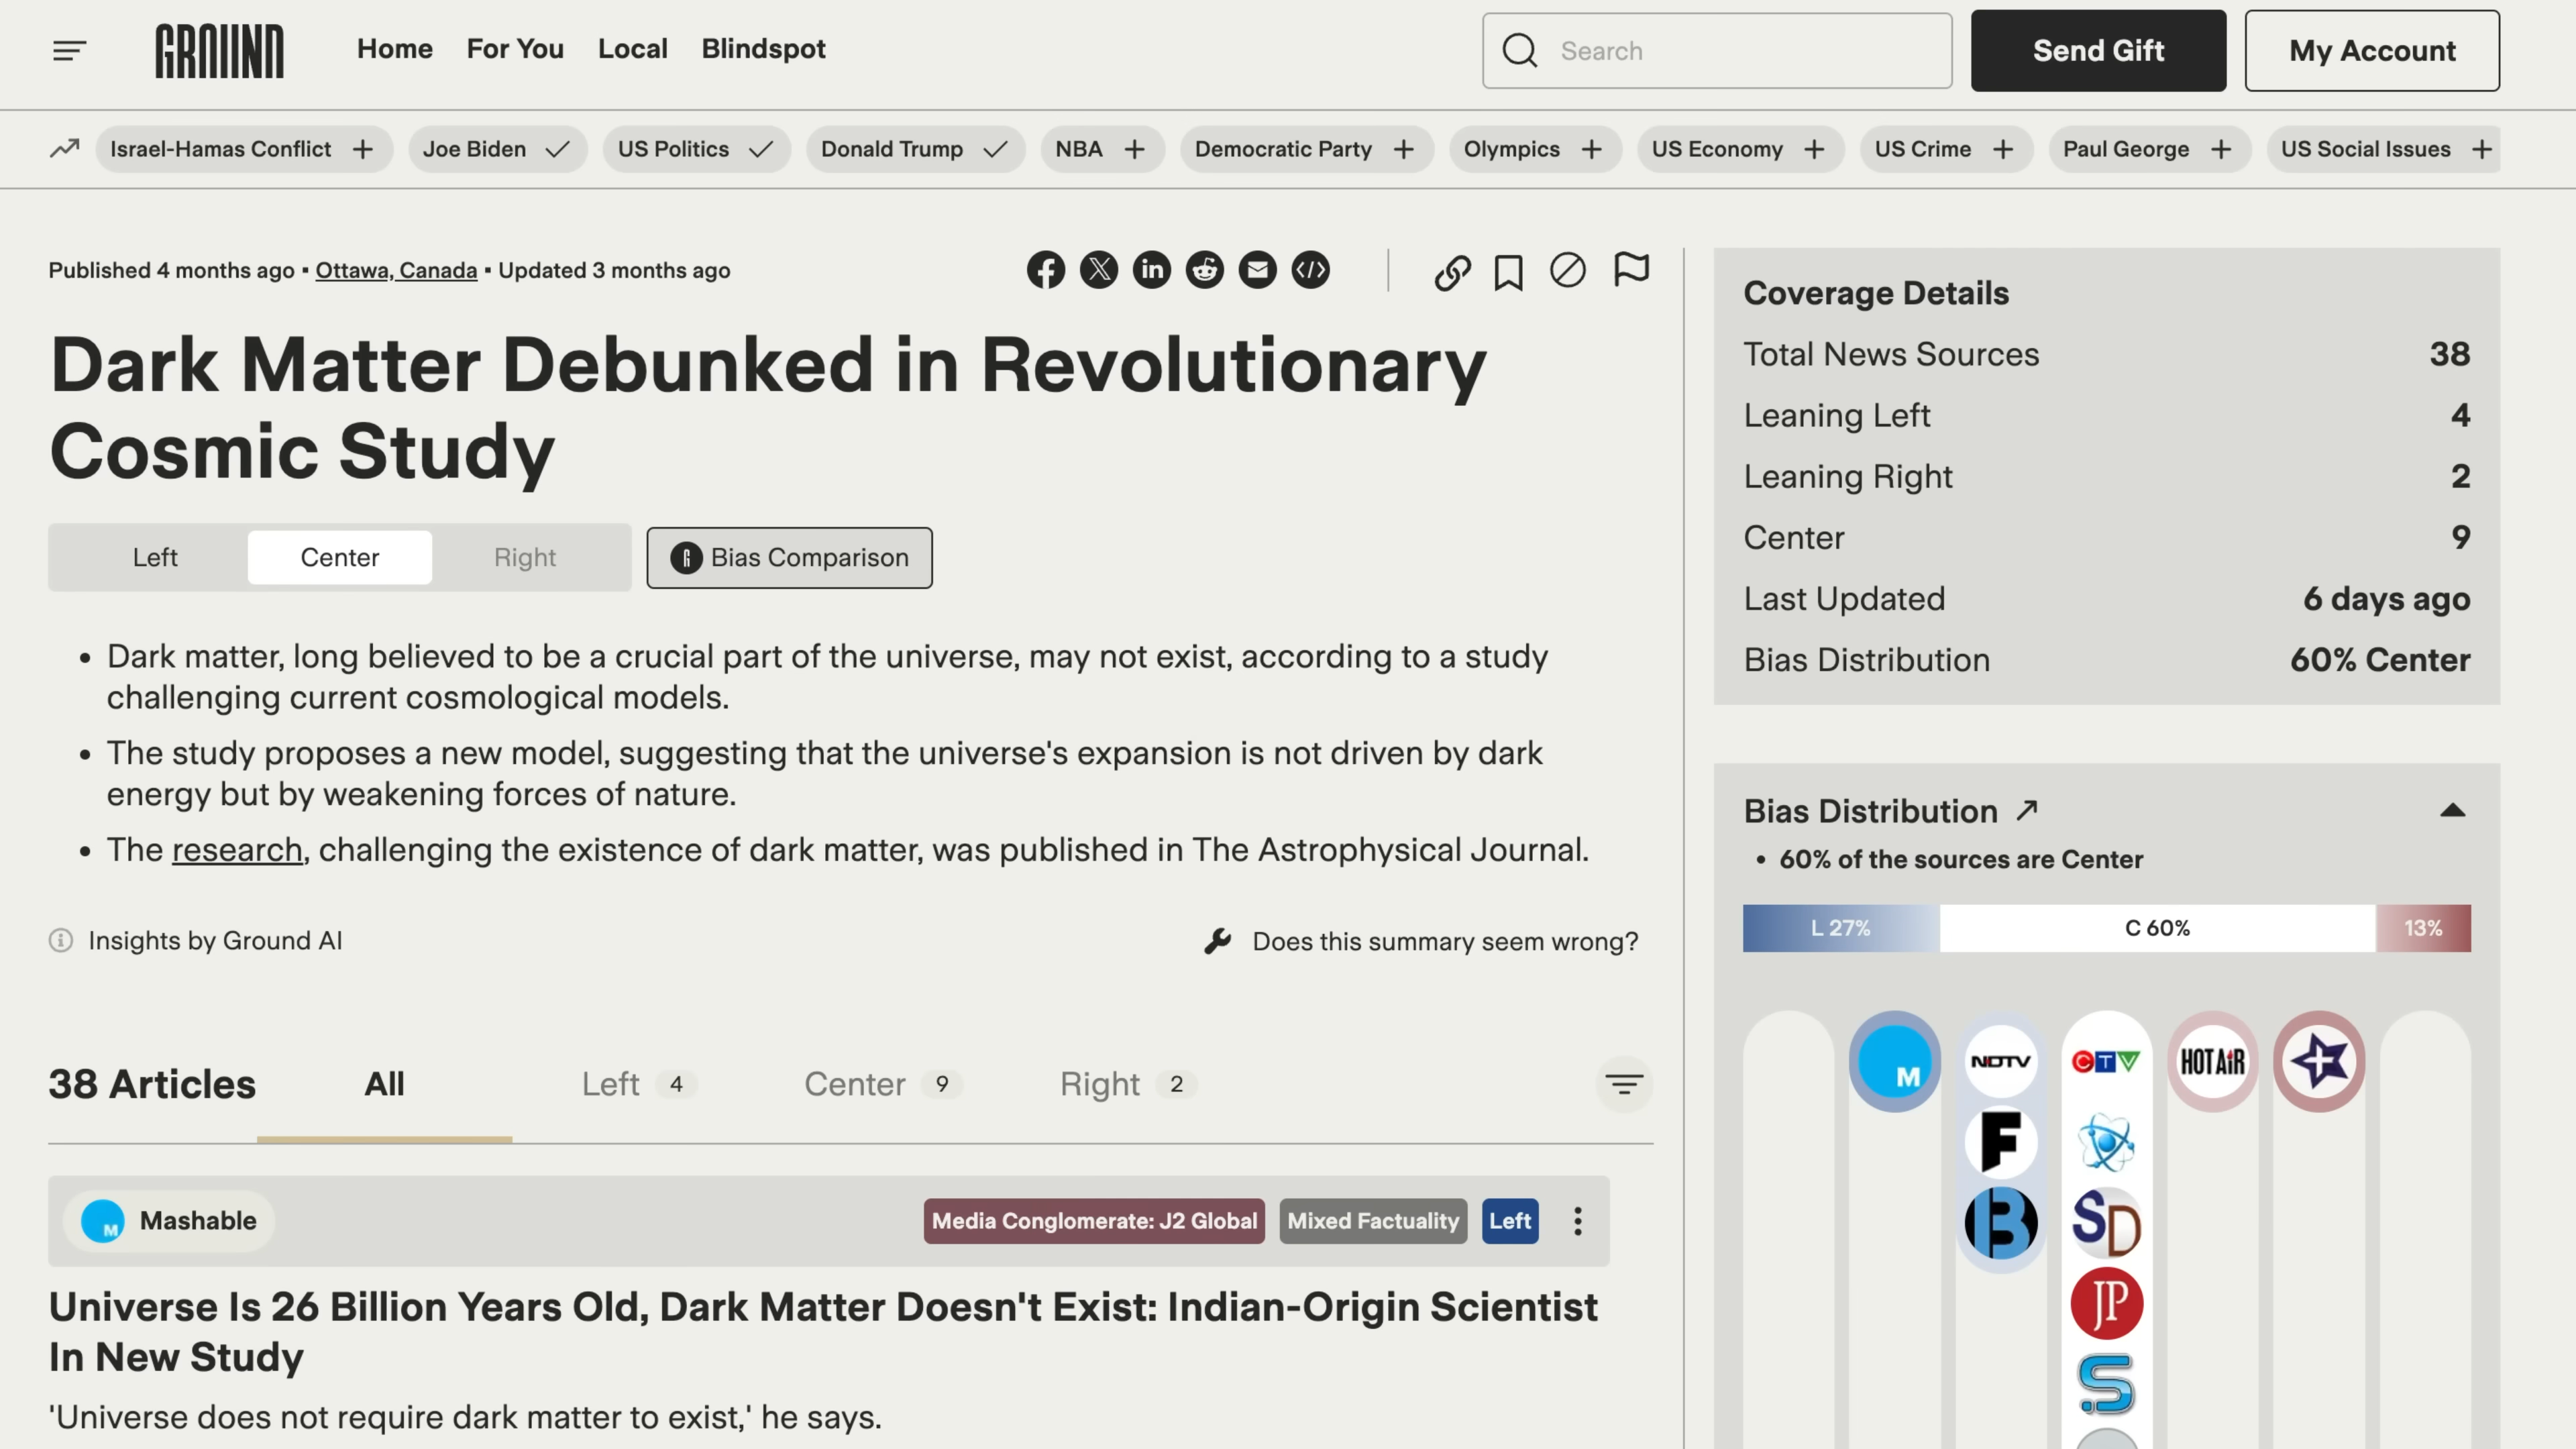 GROUND
Home For You Local Blindspot
Search
Send Gift
My Account
Israel-Hamas Conflict +
Joe Biden ✓
US Politics ✓
Donald Trump ✓
NBA +
Democratic Party +
Olympics +
US Economy +
US Crime +
Paul George +
US Social Issues +
Published 4 months ago ▪ Ottawa, Canada ▪ Updated 3 months ago
Dark Matter Debunked in Revolutionary
Cosmic Study
Left Center Right Bias Comparison
• Dark matter, long believed to be a crucial part of the universe, may not exist, according to a study
challenging current cosmological models.
• The study proposes a new model, suggesting that the universe's expansion is not driven by dark
energy but by weakening forces of nature.
• The research, challenging the existence of dark matter, was published in The Astrophysical Journal.
Insights by Ground AI
Does this summary seem wrong?
38 Articles All Left 4 Center 9 Right 2
M Mashable
Media Conglomerate: J2 Global Mixed Factuality Left
Universe Is 26 Billion Years Old, Dark Matter Doesn't Exist: Indian-Origin Scientist
In New Study
'Universe does not require dark matter to exist,' he says.
Coverage Details
Total News Sources 38
Leaning Left 4
Leaning Right 2
Center 9
Last Updated 6 days ago
Bias Distribution 60% Center
Bias Distribution
• 60% of the sources are Center
L 27% C 60% 13%
M NDTV CTV HOT AIR
F
B SD
JP
S